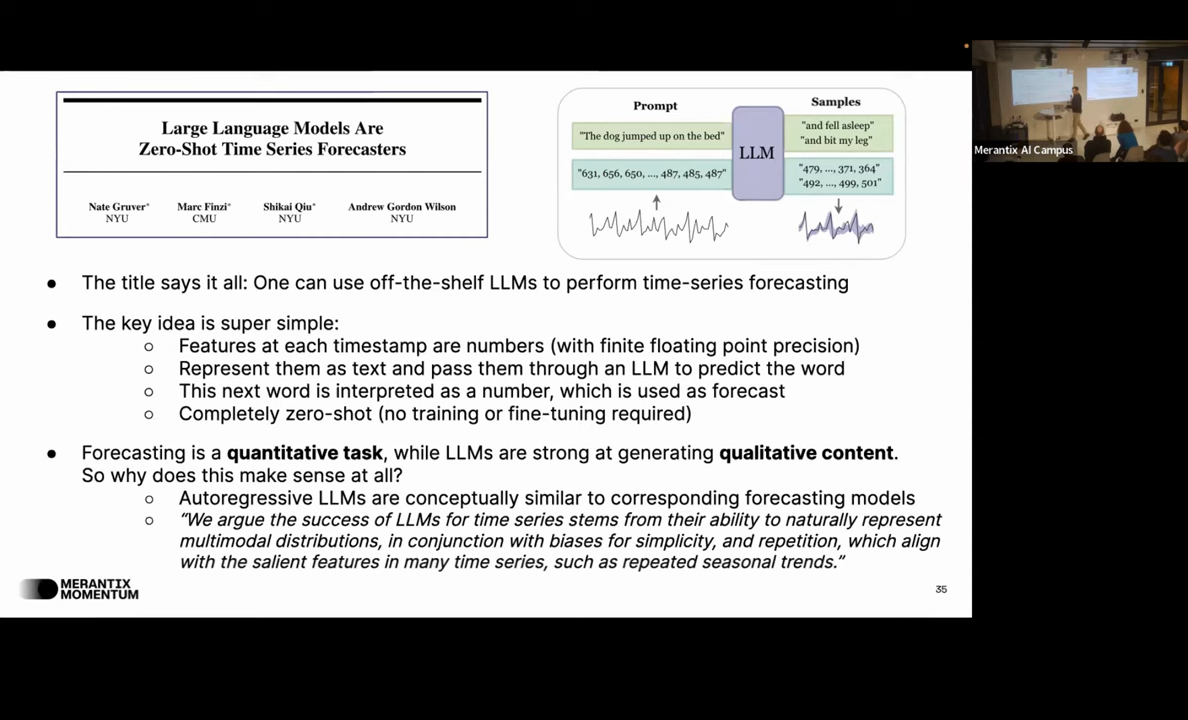 Large Language Models Are
Zero-Shot Time Series Forecasters
Nate Gruver* Marc Finzi* Shikai Qiu* Andrew Gordon Wilson
NYU CMU NYU NYU
Prompt
Samples
"The dog jumped up on the bed"
"631, 656, 650, ..., 487, 485, 487"
LLM
"and fell asleep"
"and bit my leg"
"479, ..., 371, 364"
"492, ..., 499, 501"
Merantix AI Campus
● The title says it all: One can use off-the-shelf LLMs to perform time-series forecasting
● The key idea is super simple:
○ Features at each timestamp are numbers (with finite floating point precision)
○ Represent them as text and pass them through an LLM to predict the word
○ This next word is interpreted as a number, which is used as forecast
○ Completely zero-shot (no training or fine-tuning required)
● Forecasting is a quantitative task, while LLMs are strong at generating qualitative content.
So why does this make sense at all?
○ Autoregressive LLMs are conceptually similar to corresponding forecasting models
○ “We argue the success of LLMs for time series stems from their ability to naturally represent
multimodal distributions, in conjunction with biases for simplicity, and repetition, which align
with the salient features in many time series, such as repeated seasonal trends.”
MERANTIX
MOMENTUM
35